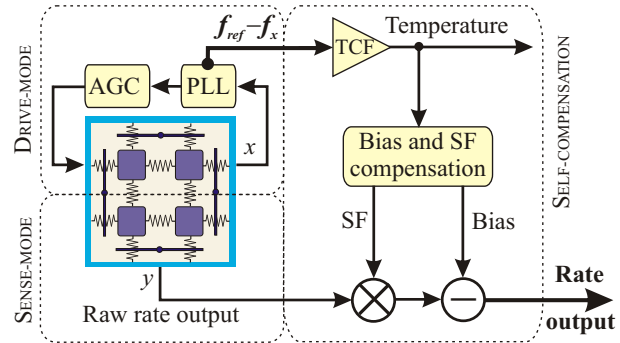 f_ref–f_x
Temperature
TCF
AGC
PLL
DRIVE-MODE
x
Bias and SF
compensation
SELF-COMPENSATION
SENSE-MODE
SF
Bias
y
Raw rate output
Rate
output